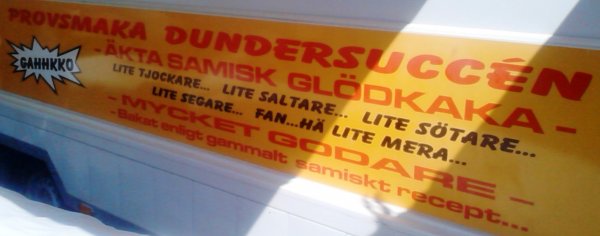 PROVSMAKA DUNDERSUCCÉN
GAHHKKO
- ÄKTA SAMISK GLÖDKAKA -
LITE TJOCKARE... LITE SALTARE... LITE SÖTARE...
LITE SEGARE... FAN...HÄ LITE MERA...
- MYCKET GODARE -
- Bakat enligt gammalt samiskt recept...